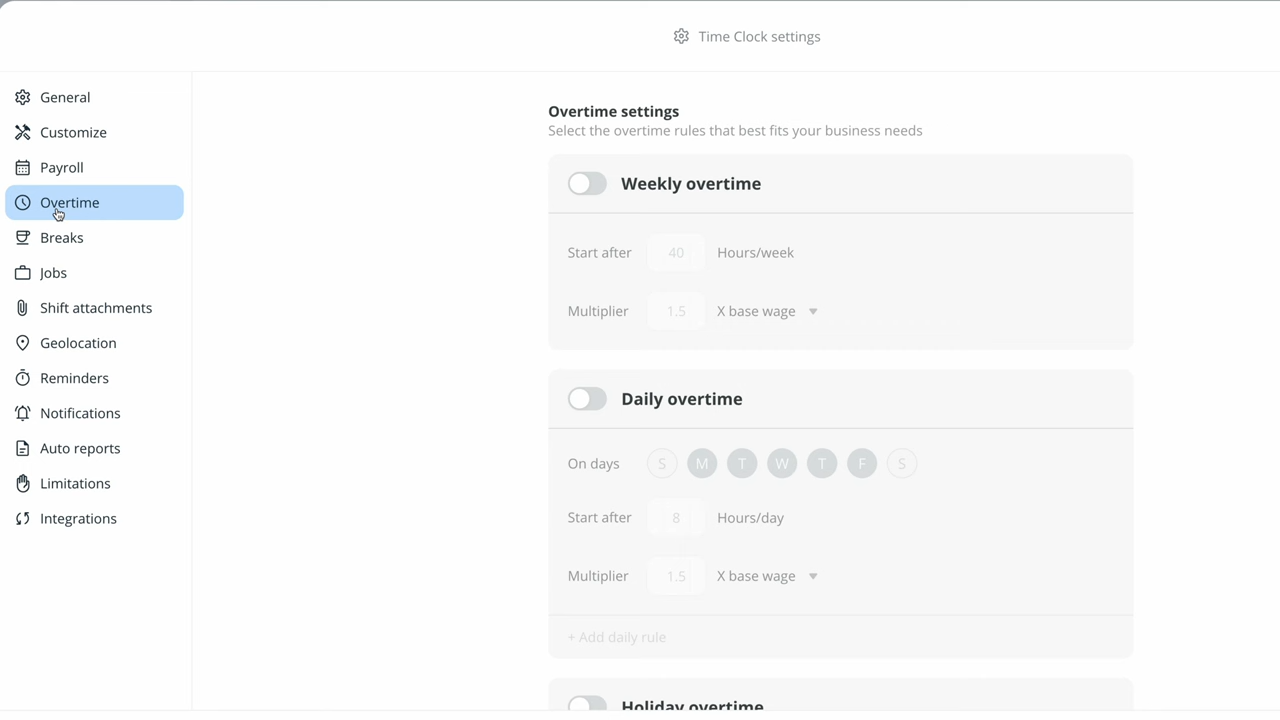 Time Clock settings
General
Customize
Payroll
Overtime
Breaks
Jobs
Shift attachments
Geolocation
Reminders
Notifications
Auto reports
Limitations
Integrations
Overtime settings
Select the overtime rules that best fits your business needs
Weekly overtime
Start after 40 Hours/week
Multiplier 1.5 X base wage
Daily overtime
On days S M T W T F S
Start after 8 Hours/day
Multiplier 1.5 X base wage
+ Add daily rule
Holiday overtime